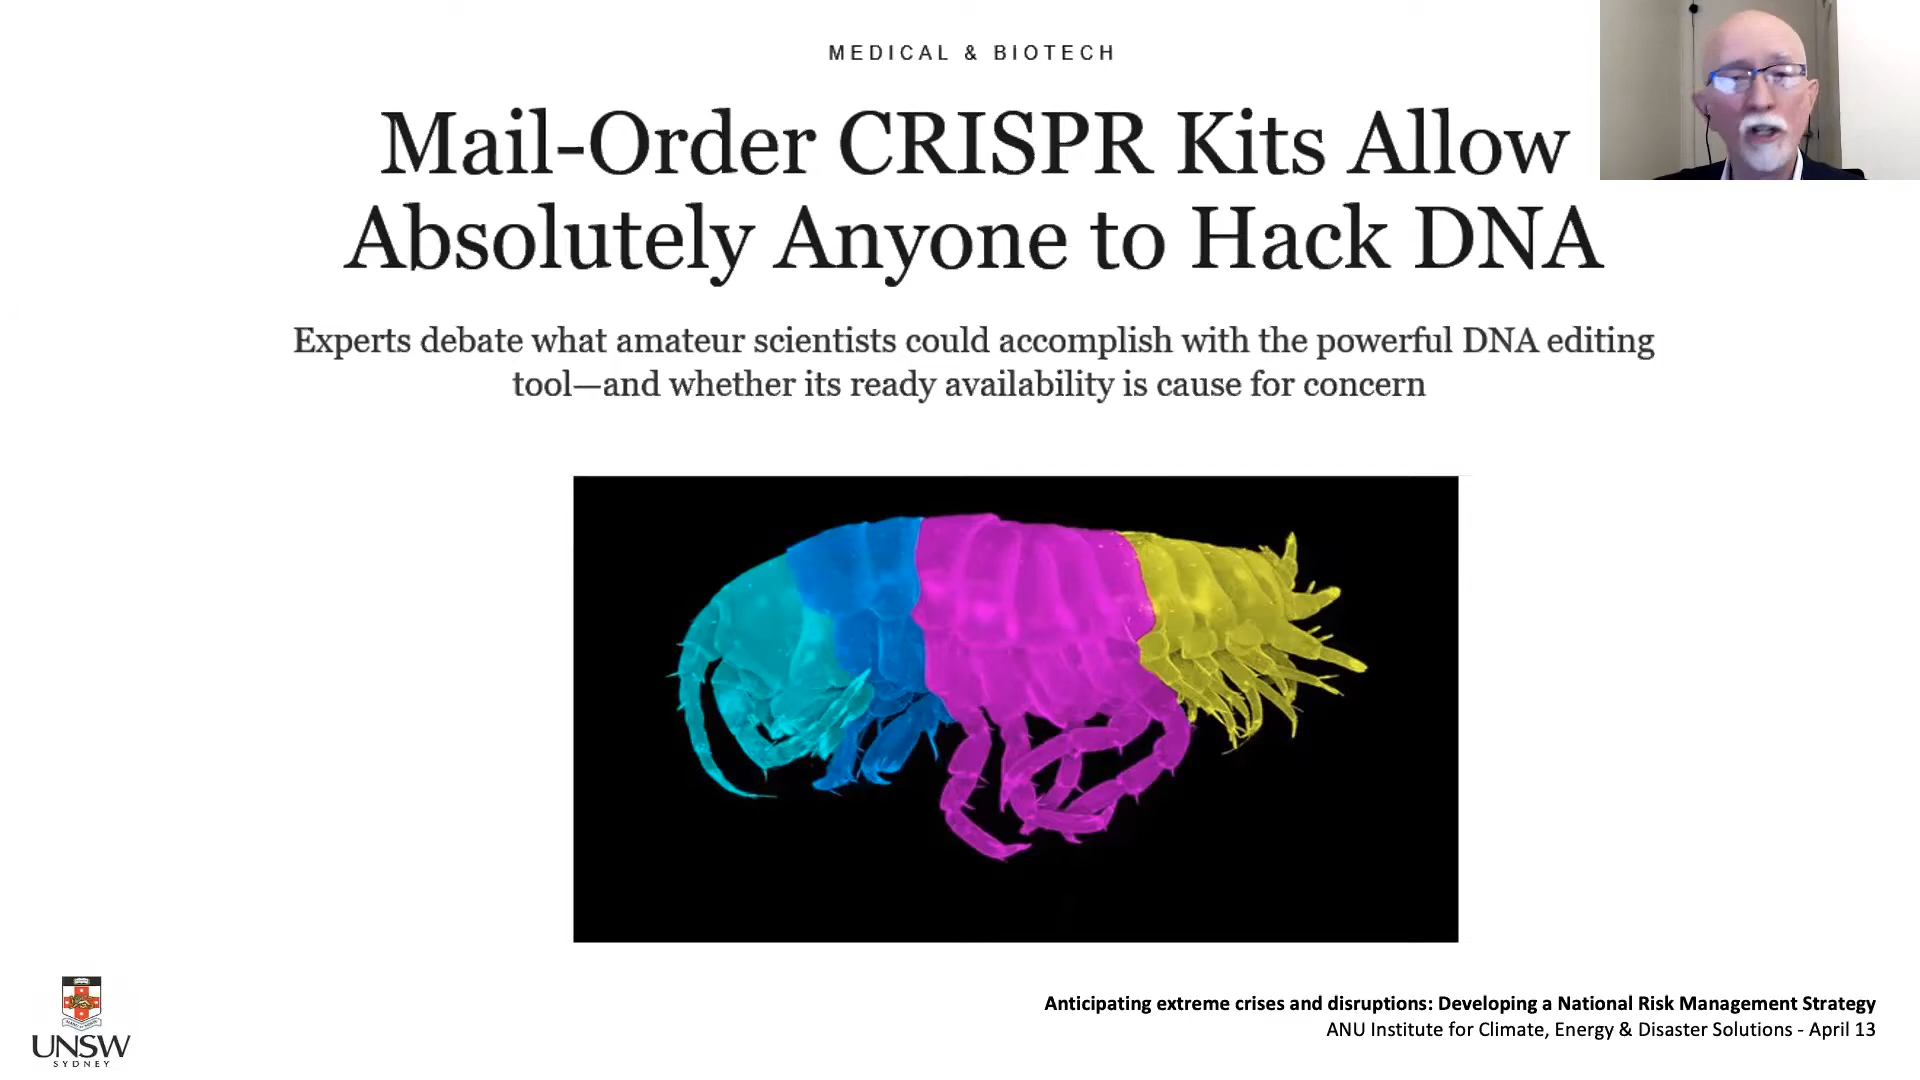 MEDICAL & BIOTECH
Mail-Order CRISPR Kits Allow
Absolutely Anyone to Hack DNA
Experts debate what amateur scientists could accomplish with the powerful DNA editing
tool—and whether its ready availability is cause for concern
UNSW
SYDNEY
Anticipating extreme crises and disruptions: Developing a National Risk Management Strategy
ANU Institute for Climate, Energy & Disaster Solutions - April 13